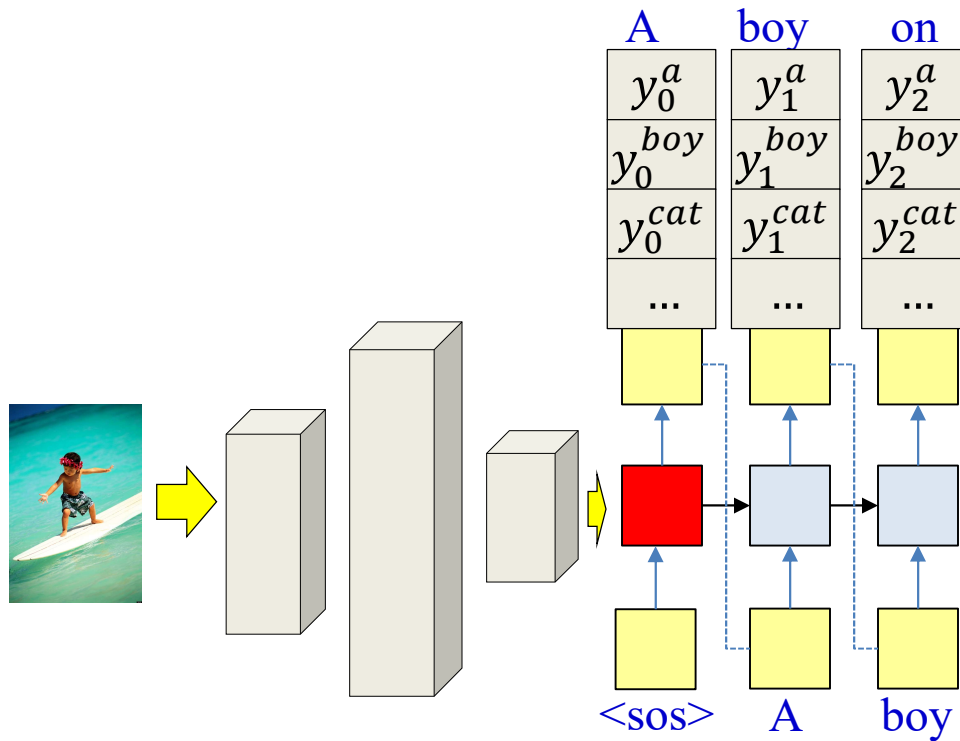 A boy on
y_0^a y_1^a y_2^a
y_0^boy y_1^boy y_2^boy
y_0^cat y_1^cat y_2^cat
... ... ...
<sos> A boy